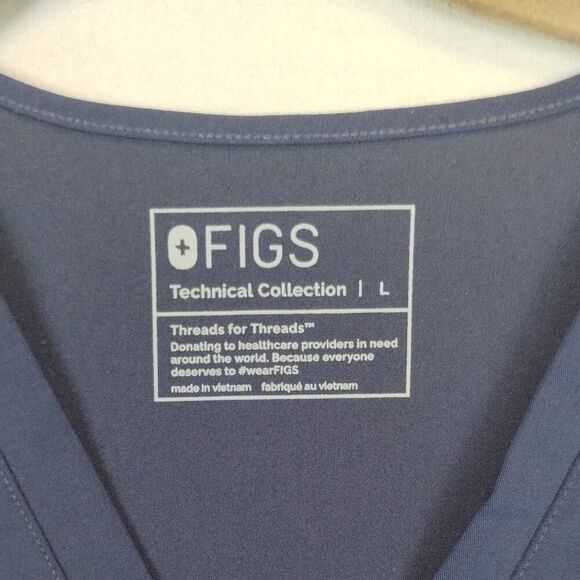 FIGS
Technical Collection | L
Threads for Threads™
Donating to healthcare providers in need
around the world. Because everyone
deserves to #wearFIGS
made in vietnam fabriqué au vietnam